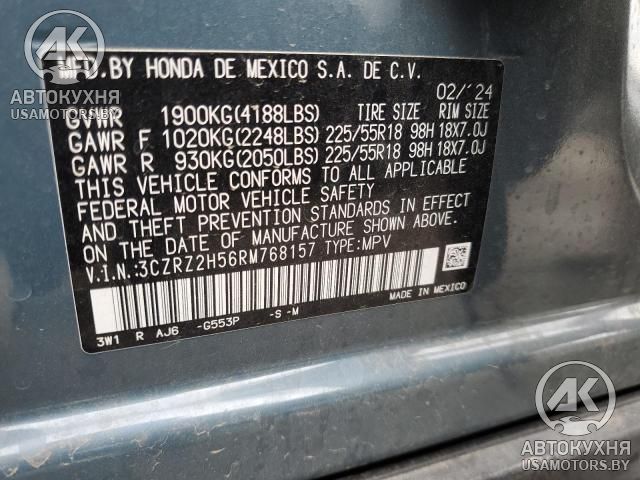 MFD.BY HONDA DE MEXICO S.A. DE C.V.
02/'24
GVWR 1900KG(4188LBS) TIRE SIZE RIM SIZE
GAWR F 1020KG(2248LBS) 225/55R18 98H 18X7.0J
GAWR R 930KG(2050LBS) 225/55R18 98H 18X7.0J
THIS VEHICLE CONFORMS TO ALL APPLICABLE
FEDERAL MOTOR VEHICLE SAFETY
AND THEFT PREVENTION STANDARDS IN EFFECT
ON THE DATE OF MANUFACTURE SHOWN ABOVE.
V.I.N.:3CZRZ2H56RM768157 TYPE:MPV
MADE IN MEXICO
3W1 R AJ6 -G553P -S -M
АК
АВТОКУХНЯ
USAMOTORS.BY
АК
АВТОКУХНЯ
USAMOTORS.BY